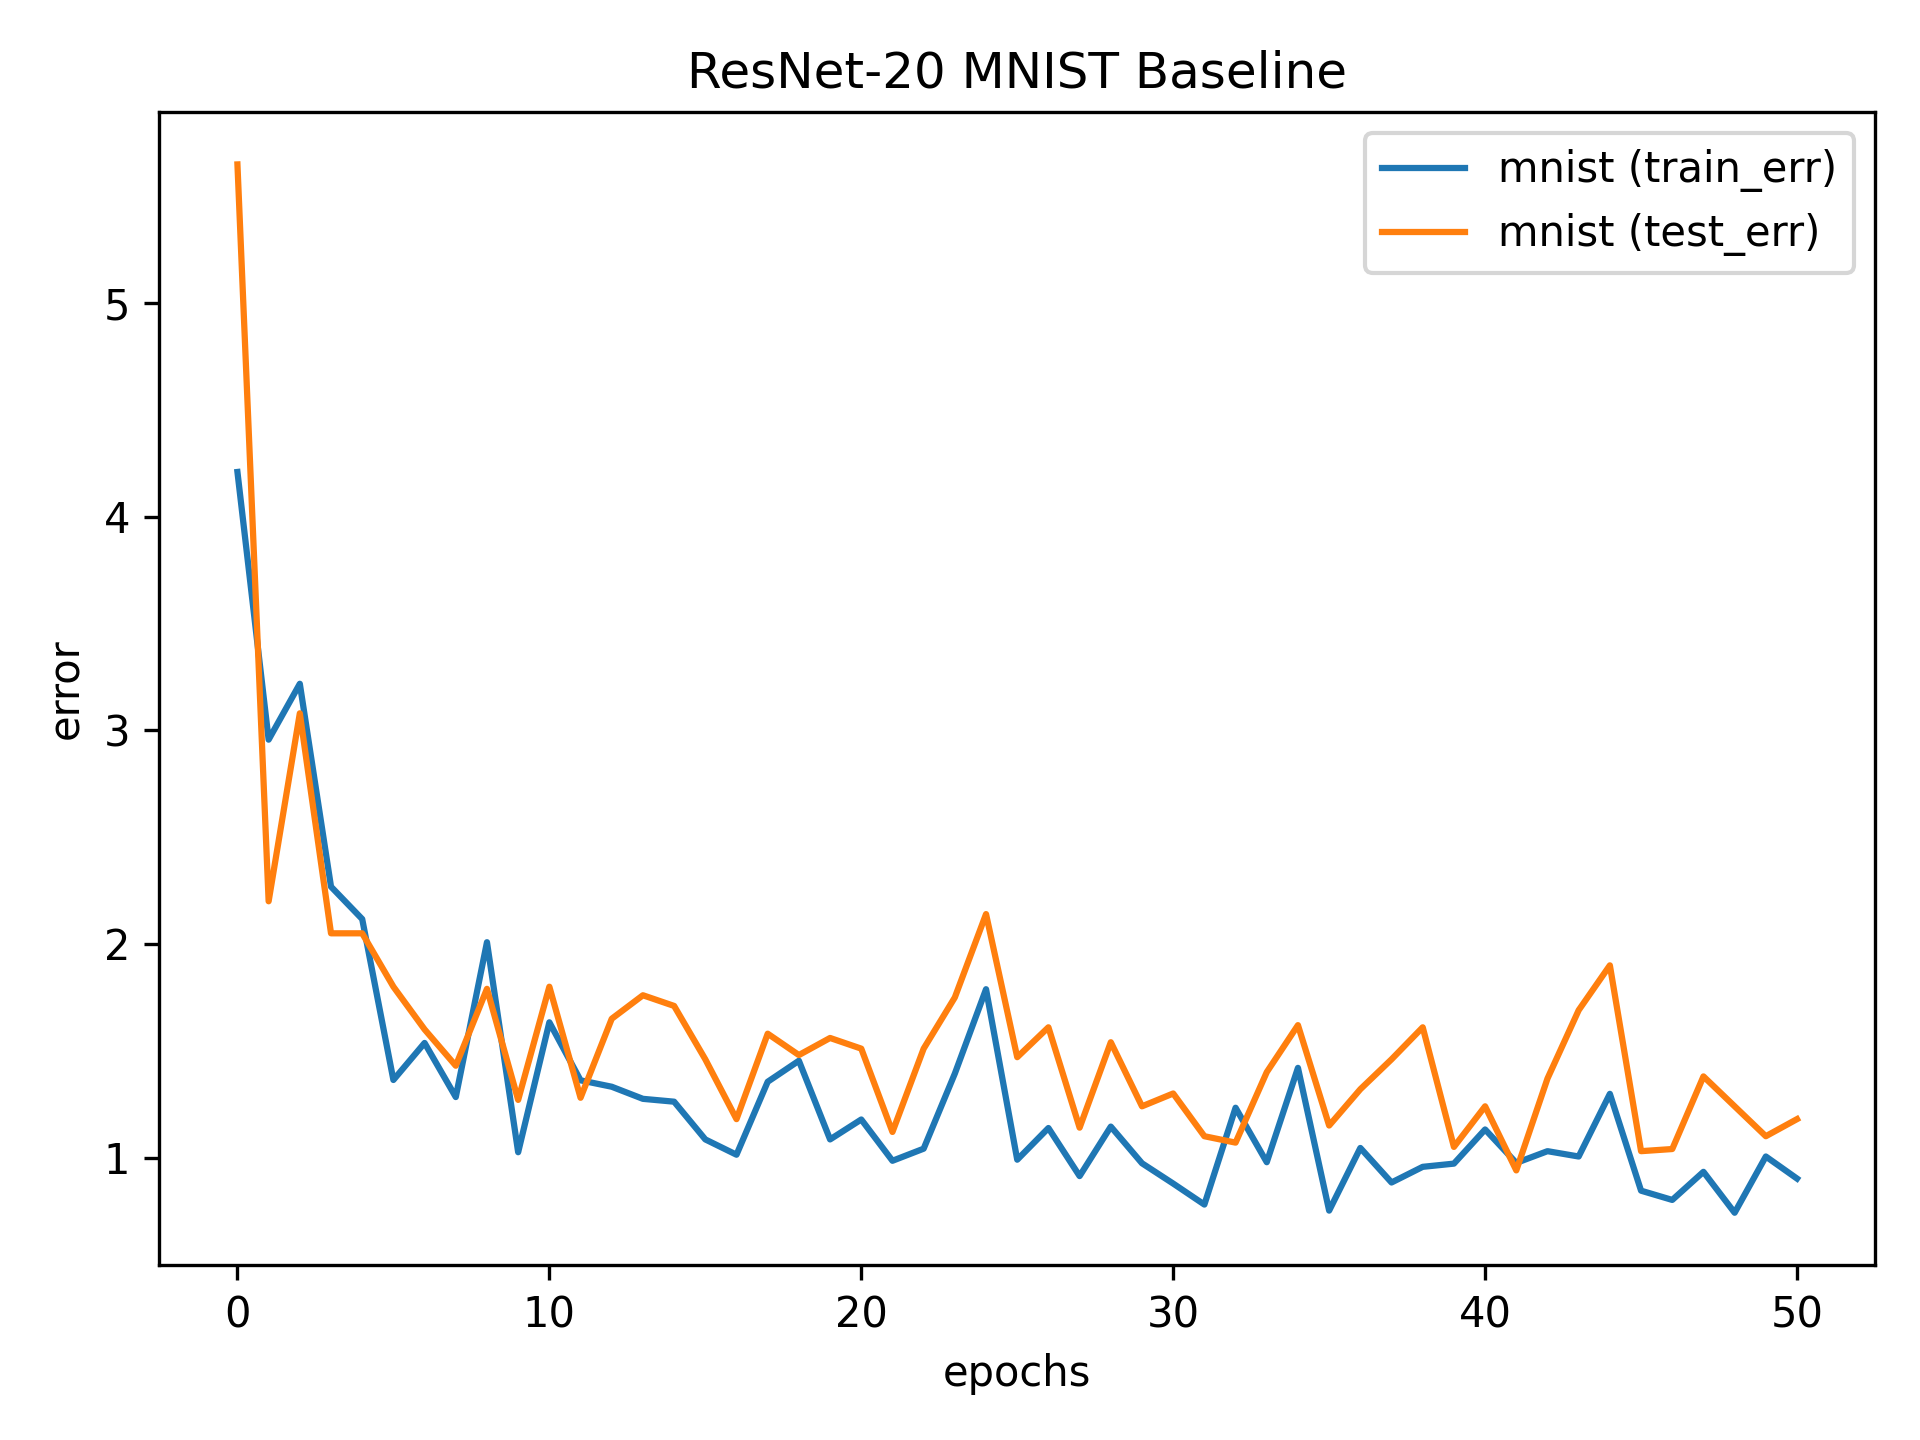 ResNet-20 MNIST Baseline
mnist (train_err)
mnist (test_err)
5
4
3
2
1
error
0 10 20 30 40 50
epochs